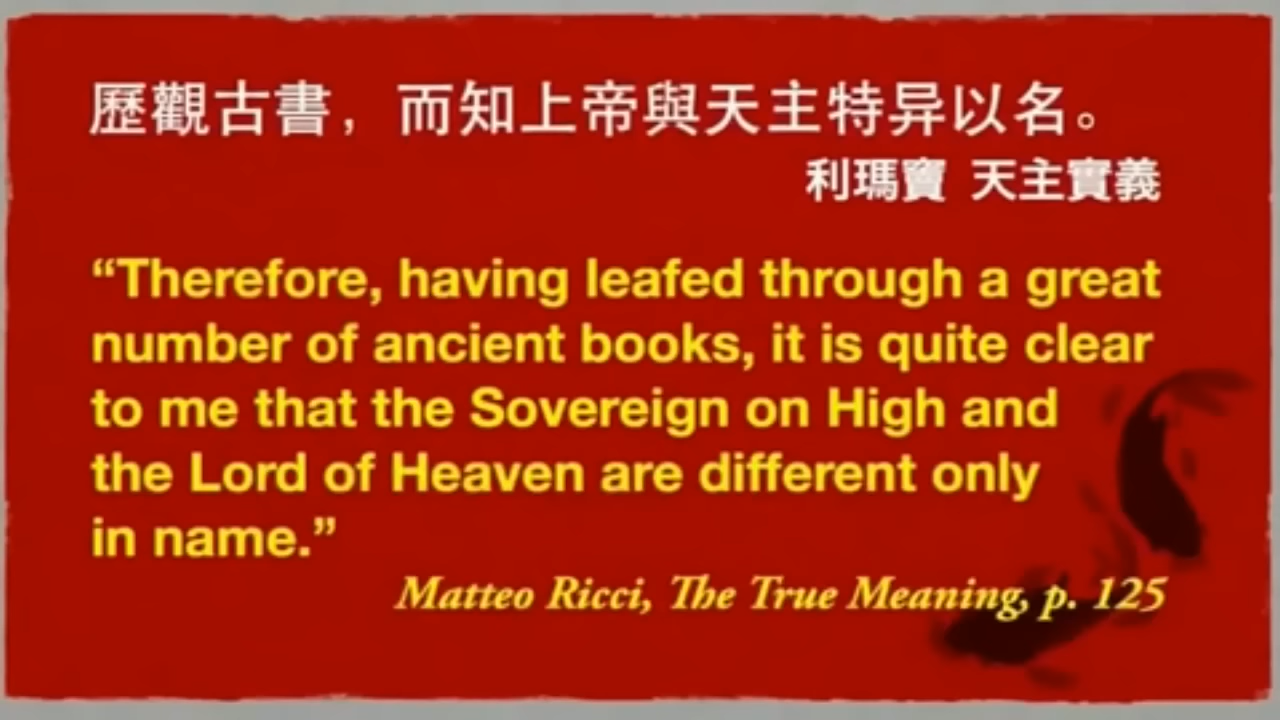 歷觀古書，而知上帝與天主特异以名。
利瑪竇 天主實義
“Therefore, having leafed through a great
number of ancient books, it is quite clear
to me that the Sovereign on High and
the Lord of Heaven are different only
in name.”
Matteo Ricci, The True Meaning, p. 125